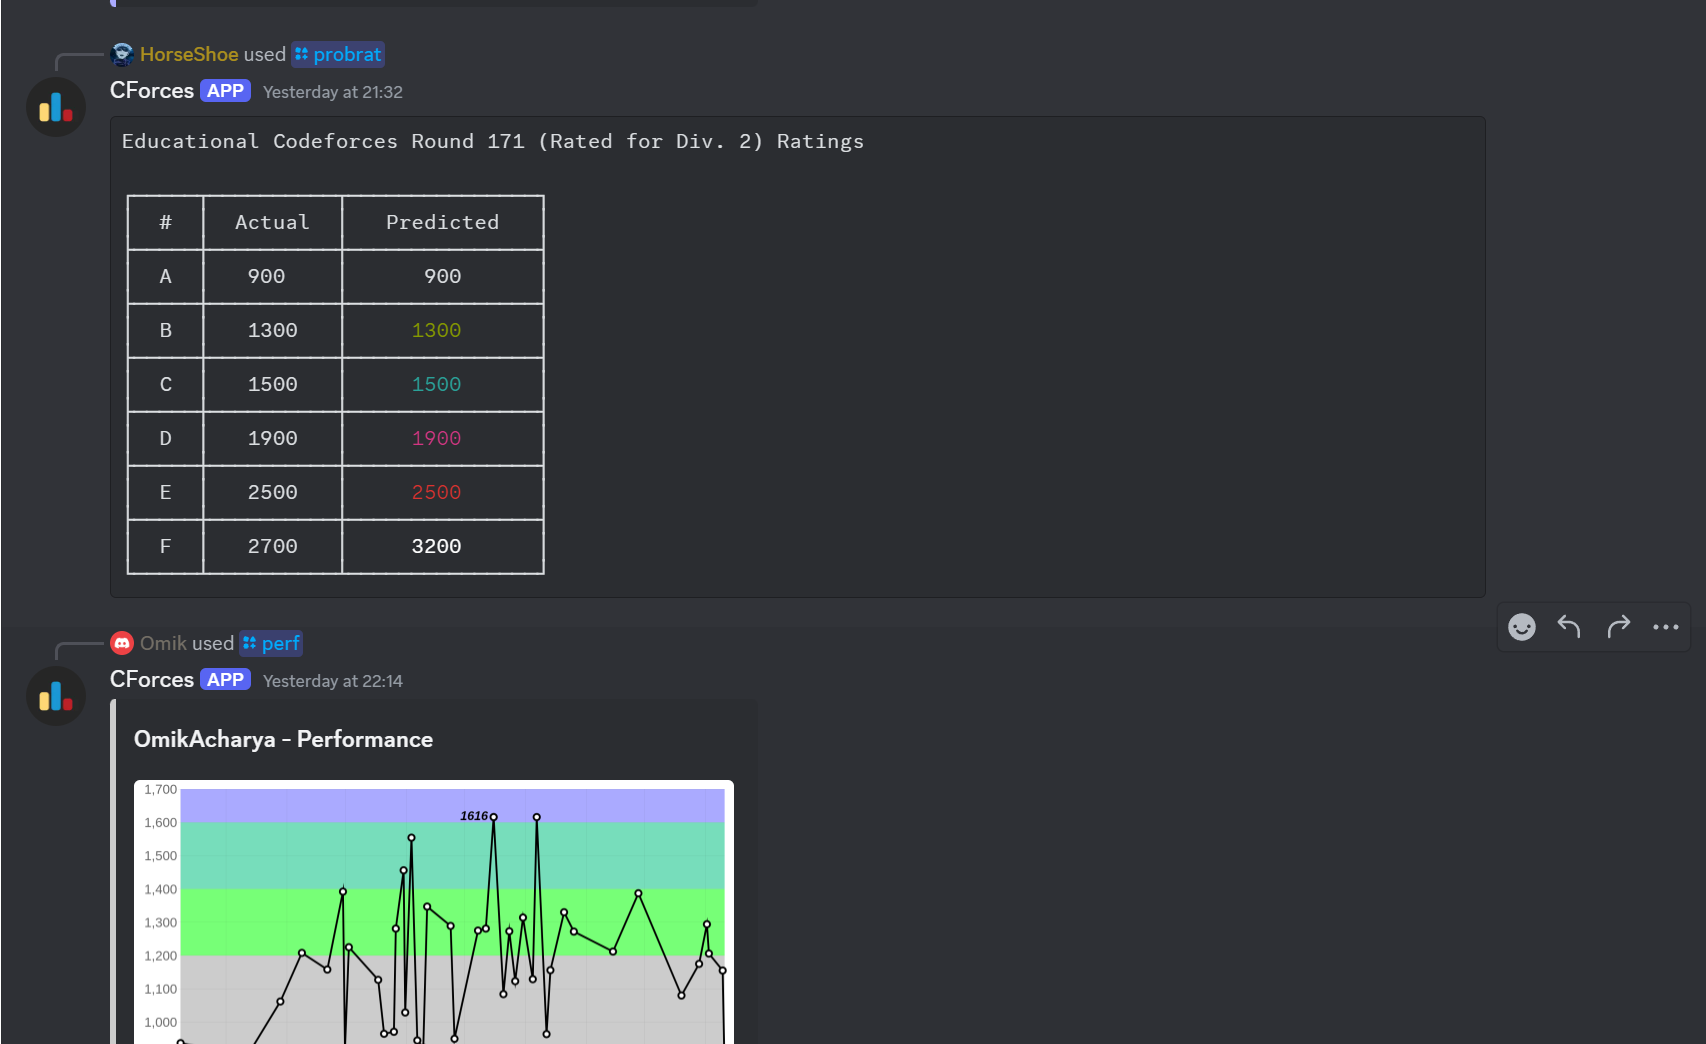 HorseShoe used probrat
CForces APP Yesterday at 21:32
Educational Codeforces Round 171 (Rated for Div. 2) Ratings
# Actual Predicted
A 900 900
B 1300 1300
C 1500 1500
D 1900 1900
E 2500 2500
F 2700 3200
Omik used perf
CForces APP Yesterday at 22:14
OmikAcharya - Performance
1,700
1616
1,600
1,500
1,400
1,300
1,200
1,100
1,000